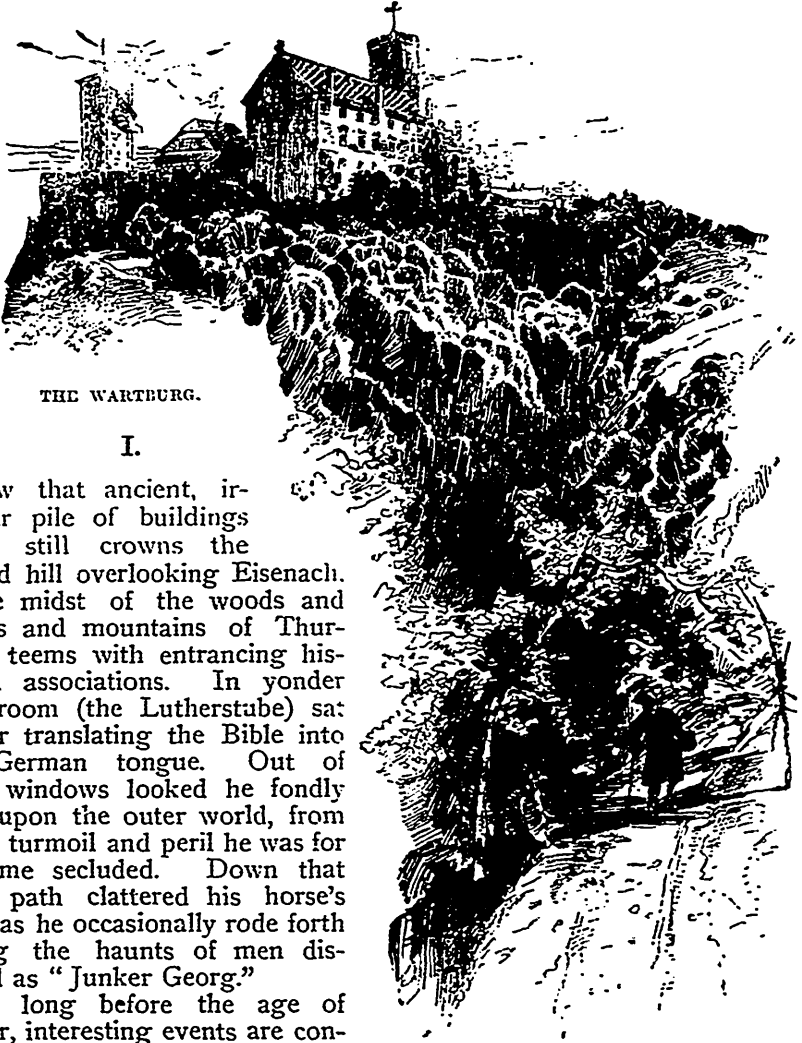 THE WARTBURG.
I.
w that ancient, ir-
r pile of buildings
still crowns the
d hill overlooking Eisenach.
e midst of the woods and
s and mountains of Thur-
teems with entrancing his-
. associations. In yonder
room (the Lutherstube) sat
r translating the Bible into
German tongue. Out of
windows looked he fondly
upon the outer world, from
turmoil and peril he was for
me secluded. Down that
path clattered his horse's
as he occasionally rode forth
g the haunts of men dis-
l as “Junker Georg.”
long before the age of
r, interesting events are con-